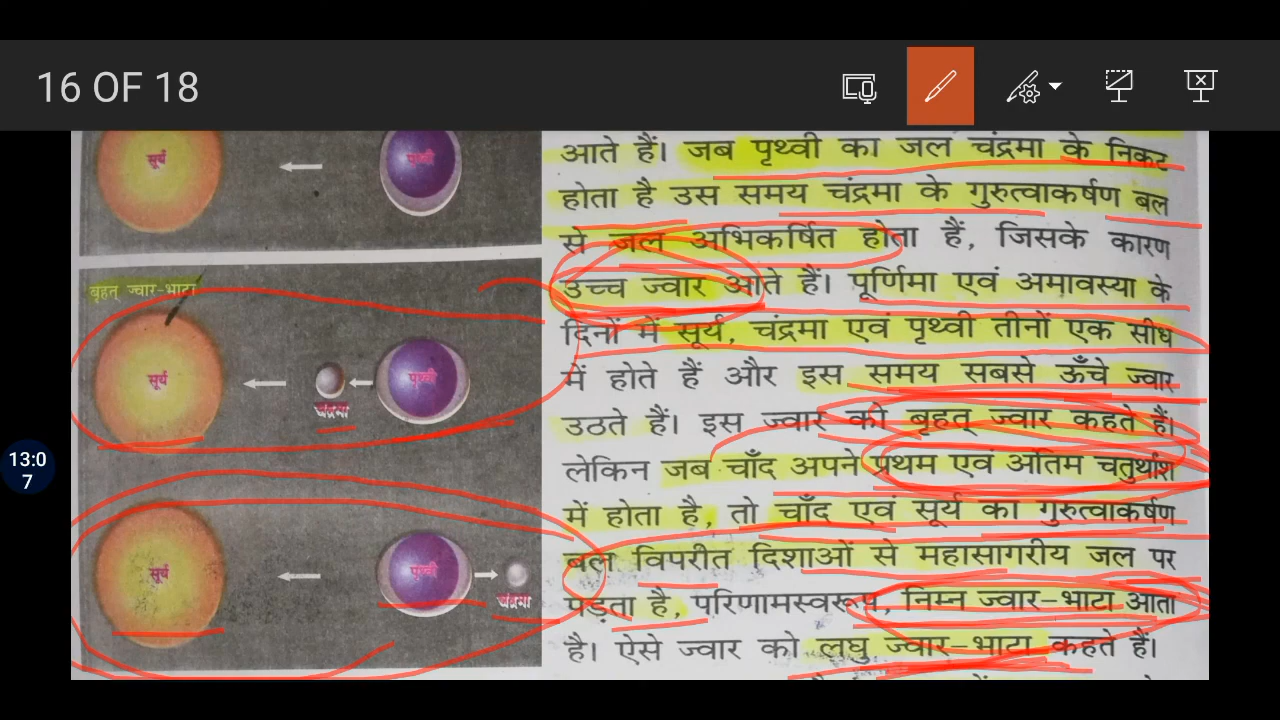 16 OF 18
13:0
7
सूर्य
पृथ्वी
बृहत् ज्वार-भाटा
सूर्य
पृथ्वी
चंद्रमा
सूर्य
पृथ्वी
चंद्रमा
आते हैं। जब पृथ्वी का जल चंद्रमा के निकट
होता है उस समय चंद्रमा के गुरुत्वाकर्षण बल
से जल अभिकर्षित होता हैं, जिसके कारण
उच्च ज्वार आते हैं। पूर्णिमा एवं अमावस्या के
दिनों में सूर्य, चंद्रमा एवं पृथ्वी तीनों एक सीध
में होते हैं और इस समय सबसे ऊँचे ज्वार
उठते हैं। इस ज्वार को बृहत् ज्वार कहते हैं।
लेकिन जब चाँद अपने प्रथम एवं अंतिम चतुर्थांश
में होता है, तो चाँद एवं सूर्य का गुरुत्वाकर्षण
बल विपरीत दिशाओं से महासागरीय जल पर
पड़ता है, परिणामस्वरूप, निम्न ज्वार-भाटा आता
है। ऐसे ज्वार को लघु ज्वार-भाटा कहते हैं।